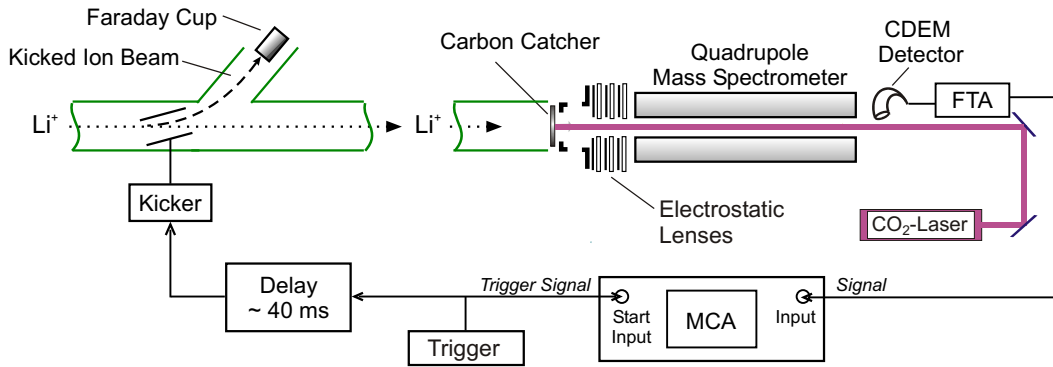 Faraday Cup
Kicked Ion Beam
Li⁺
Kicker
Li⁺
Carbon Catcher
Quadrupole
Mass Spectrometer
CDEM
Detector
FTA
Electrostatic
Lenses
CO₂-Laser
Delay
~ 40 ms
Trigger Signal
Trigger
Start
Input
MCA
Input
Signal